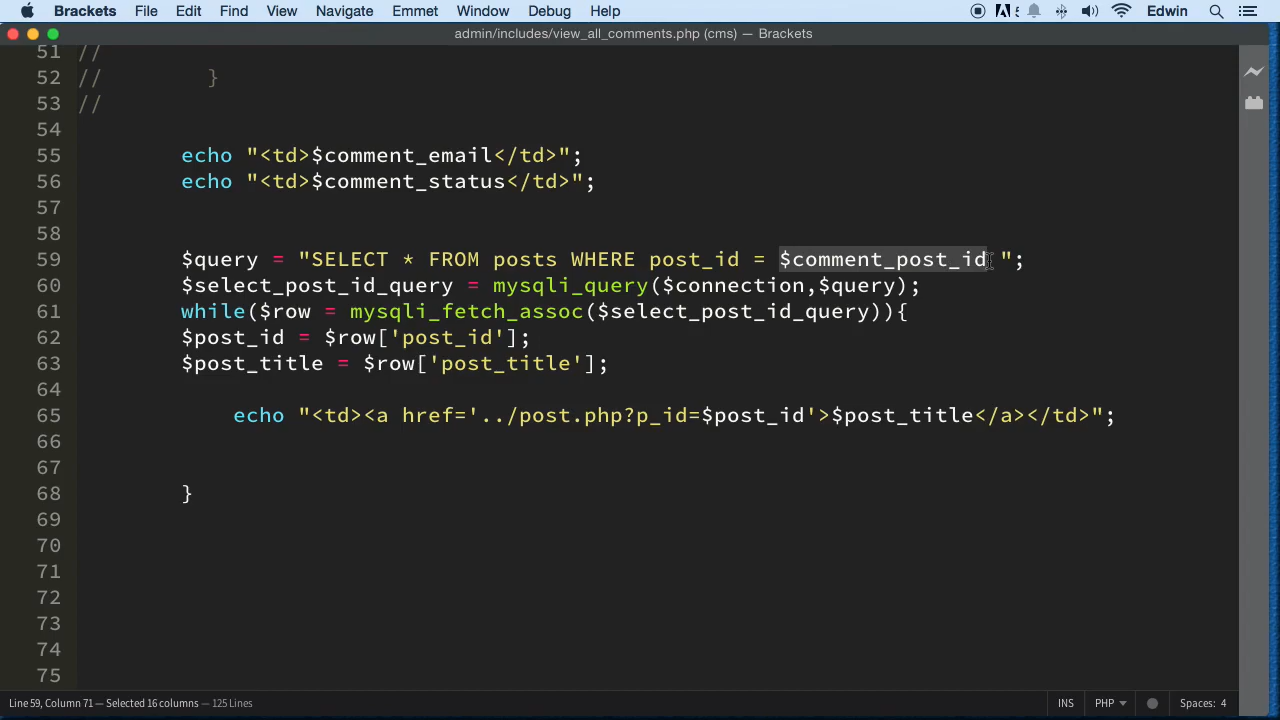 Brackets File Edit Find View Navigate Emmet Window Debug Help Edwin
admin/includes/view_all_comments.php (cms) — Brackets
51 //
52 // }
53 //
54
55 echo "<td>$comment_email</td>";
56 echo "<td>$comment_status</td>";
57
58
59 $query = "SELECT * FROM posts WHERE post_id = $comment_post_id ";
60 $select_post_id_query = mysqli_query($connection,$query);
61 while($row = mysqli_fetch_assoc($select_post_id_query)){
62 $post_id = $row['post_id'];
63 $post_title = $row['post_title'];
64
65 echo "<td><a href='../post.php?p_id=$post_id'>$post_title</a></td>";
66
67
68 }
69
70
71
72
73
74
75
Line 59, Column 71 — Selected 16 columns — 125 Lines INS PHP Spaces: 4